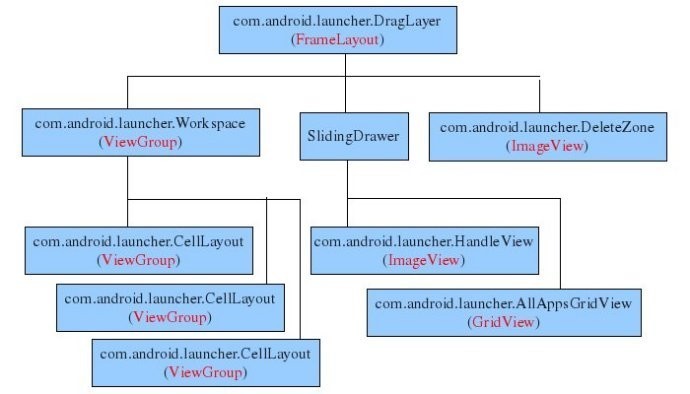 com.android.launcher.DragLayer
(FrameLayout)
com.android.launcher.Workspace
(ViewGroup)
SlidingDrawer
com.android.launcher.DeleteZone
(ImageView)
com.android.launcher.CellLayout
(ViewGroup)
com.android.launcher.HandleView
(ImageView)
com.android.launcher.CellLayout
(ViewGroup)
com.android.launcher.AllAppsGridView
(GridView)
com.android.launcher.CellLayout
(ViewGroup)